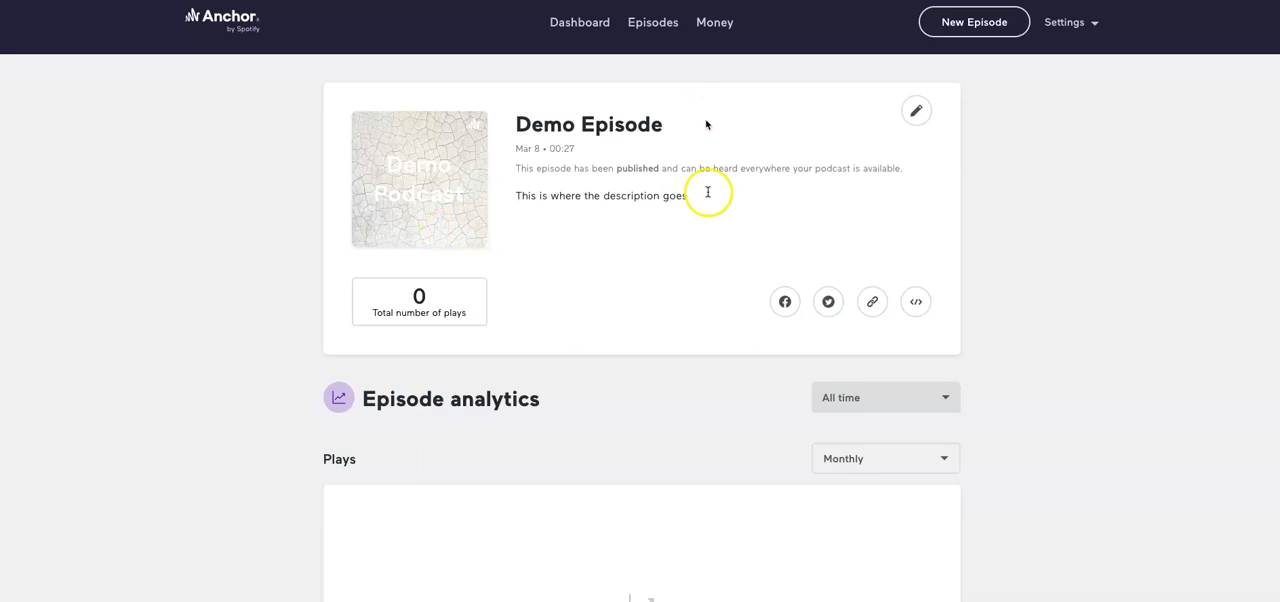 Anchor
by Spotify
Dashboard
Episodes
Money
New Episode
Settings
Demo Podcast
Demo Episode
Mar 8 • 00:27
This episode has been published and can be heard everywhere your podcast is available.
This is where the description goes
0
Total number of plays
Episode analytics
All time
Plays
Monthly